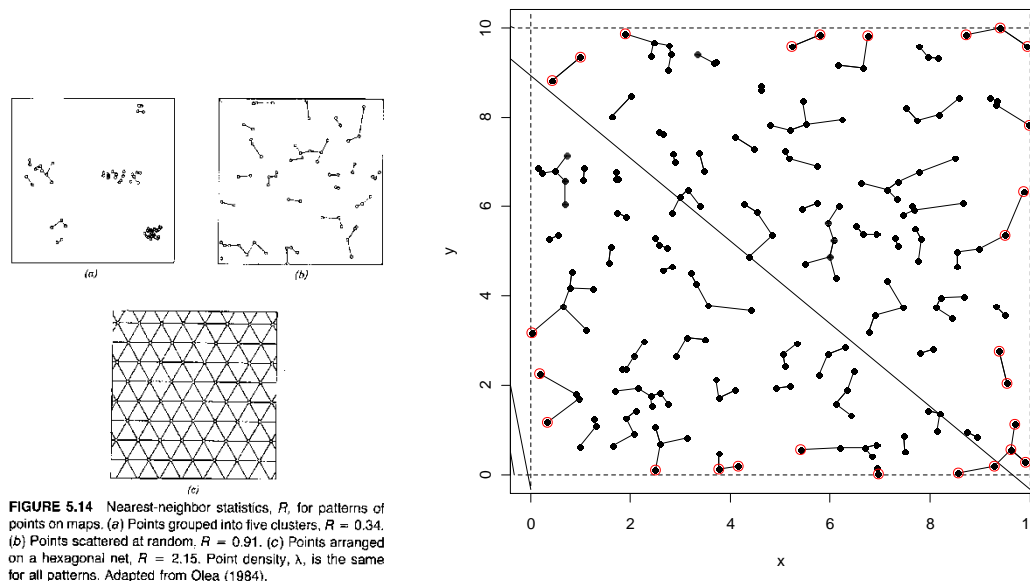 (a)
(b)
(c)
FIGURE 5.14 Nearest-neighbor statistics, R, for patterns of
points on maps. (a) Points grouped into five clusters, R = 0.34.
(b) Points scattered at random, R = 0.91. (c) Points arranged
on a hexagonal net, R = 2.15. Point density, λ, is the same
for all patterns. Adapted from Olea (1984).
10
8
6
y
4
2
0
0 2 4 6 8 1
x